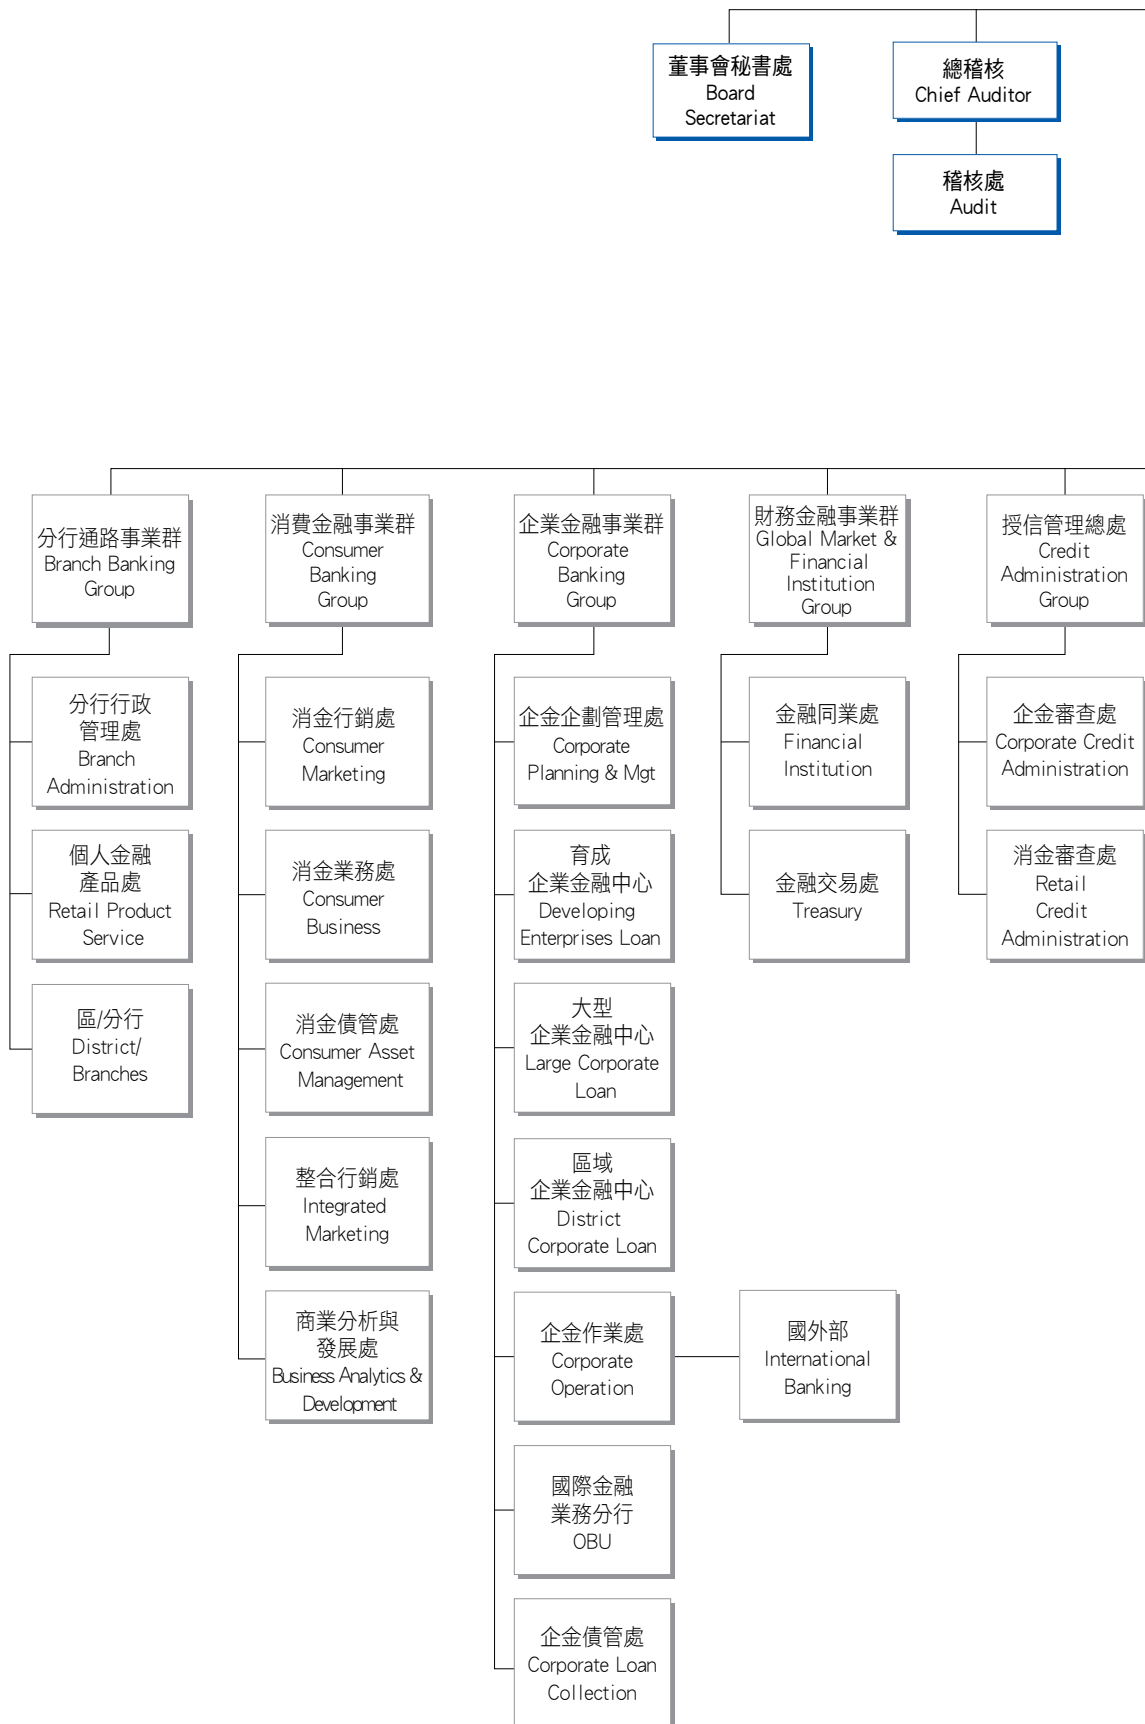 董事會秘書處
Board
Secretariat
總稽核
Chief Auditor
稽核處
Audit
分行通路事業群
Branch Banking
Group
消費金融事業群
Consumer
Banking
Group
企業金融事業群
Corporate
Banking
Group
財務金融事業群
Global Market &
Financial
Institution
Group
授信管理總處
Credit
Administration
Group
分行行政
管理處
Branch
Administration
個人金融
產品處
Retail Product
Service
區/分行
District/
Branches
消金行銷處
Consumer
Marketing
消金業務處
Consumer
Business
消金債管處
Consumer Asset
Management
整合行銷處
Integrated
Marketing
商業分析與
發展處
Business Analytics &
Development
企金企劃管理處
Corporate
Planning & Mgt
育成
企業金融中心
Developing
Enterprises Loan
大型
企業金融中心
Large Corporate
Loan
區域
企業金融中心
District
Corporate Loan
企金作業處
Corporate
Operation
國外部
International
Banking
國際金融
業務分行
OBU
企金債管處
Corporate Loan
Collection
金融同業處
Financial
Institution
金融交易處
Treasury
企金審查處
Corporate Credit
Administration
消金審查處
Retail
Credit
Administration